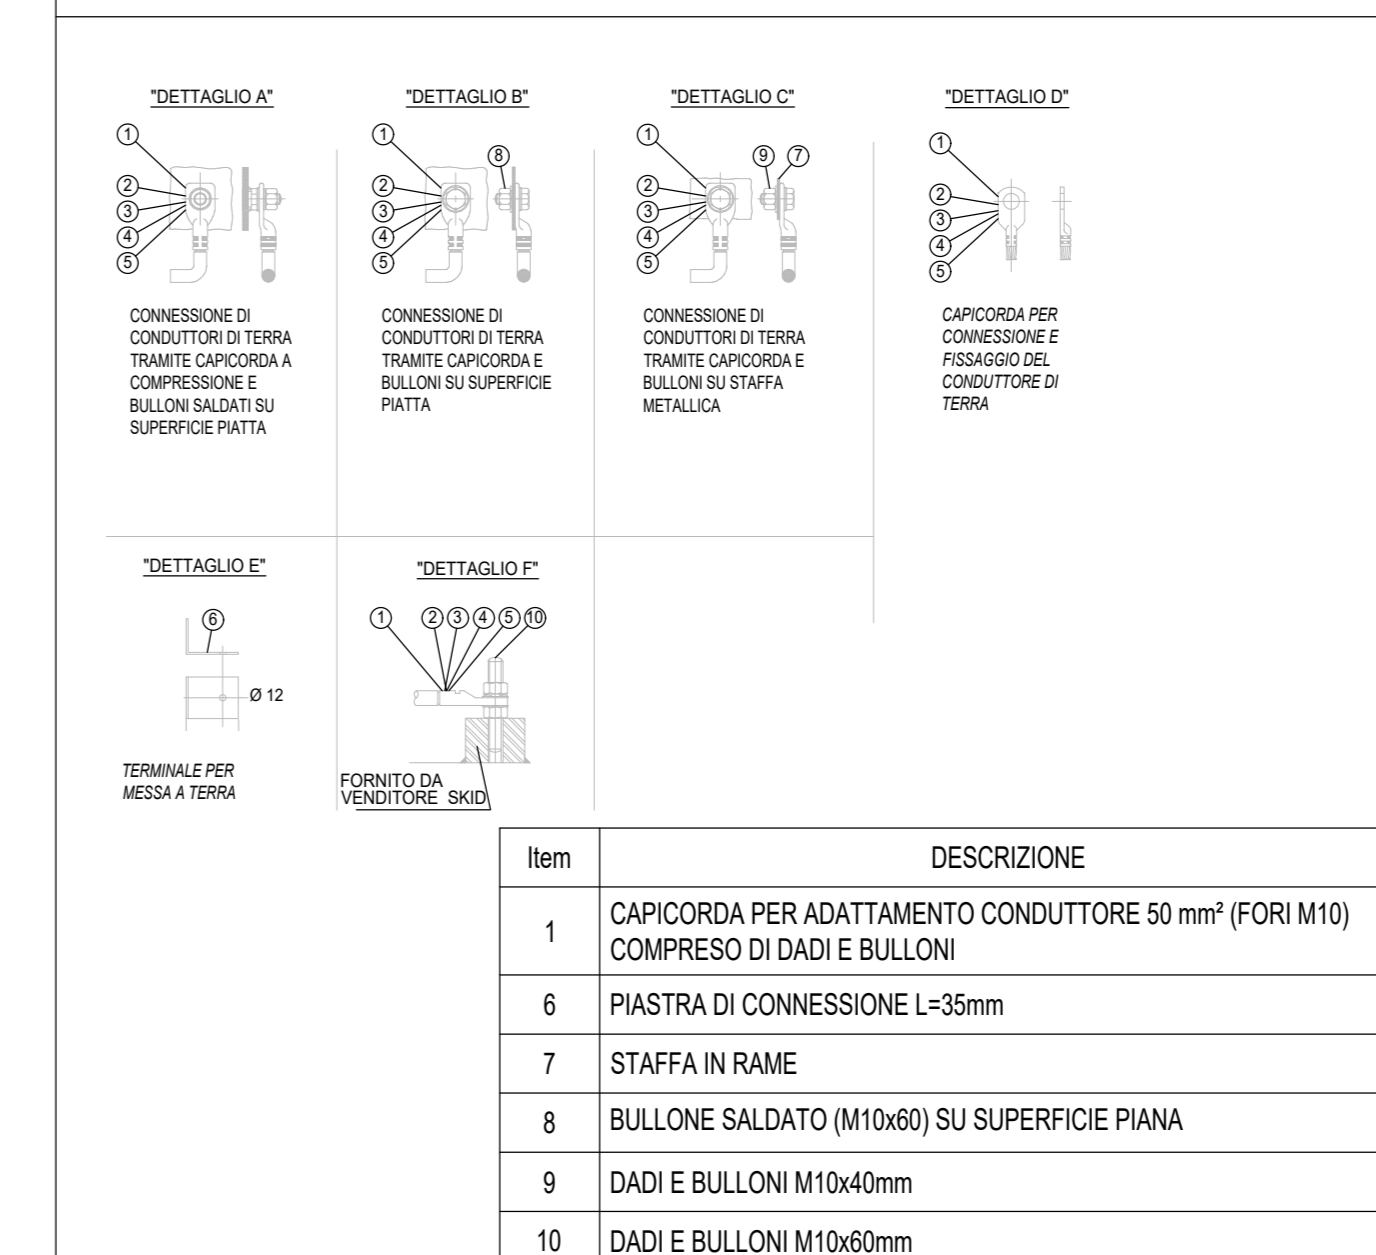 "DETTAGLIO A"
1
2
3
4
5
CONNESSIONE DI
CONDUTTORI DI TERRA
TRAMITE CAPICORDA A
COMPRESSIONE E
BULLONI SALDATI SU
SUPERFICIE PIATTA
"DETTAGLIO B"
1
8
2
3
4
5
CONNESSIONE DI
CONDUTTORI DI TERRA
TRAMITE CAPICORDA E
BULLONI SU SUPERFICIE
PIATTA
"DETTAGLIO C"
1
9 7
2
3
4
5
CONNESSIONE DI
CONDUTTORI DI TERRA
TRAMITE CAPICORDA E
BULLONI SU STAFFA
METALLICA
"DETTAGLIO D"
1
2
3
4
5
CAPICORDA PER
CONNESSIONE E
FISSAGGIO DEL
CONDUTTORE DI
TERRA
"DETTAGLIO E"
6
Ø 12
TERMINALE PER
MESSA A TERRA
"DETTAGLIO F"
1 2 3 4 5 10
FORNITO DA
VENDITORE SKID
Item DESCRIZIONE
1 CAPICORDA PER ADATTAMENTO CONDUTTORE 50 mm² (FORI M10)
COMPRESO DI DADI E BULLONI
6 PIASTRA DI CONNESSIONE L=35mm
7 STAFFA IN RAME
8 BULLONE SALDATO (M10x60) SU SUPERFICIE PIANA
9 DADI E BULLONI M10x40mm
10 DADI E BULLONI M10x60mm